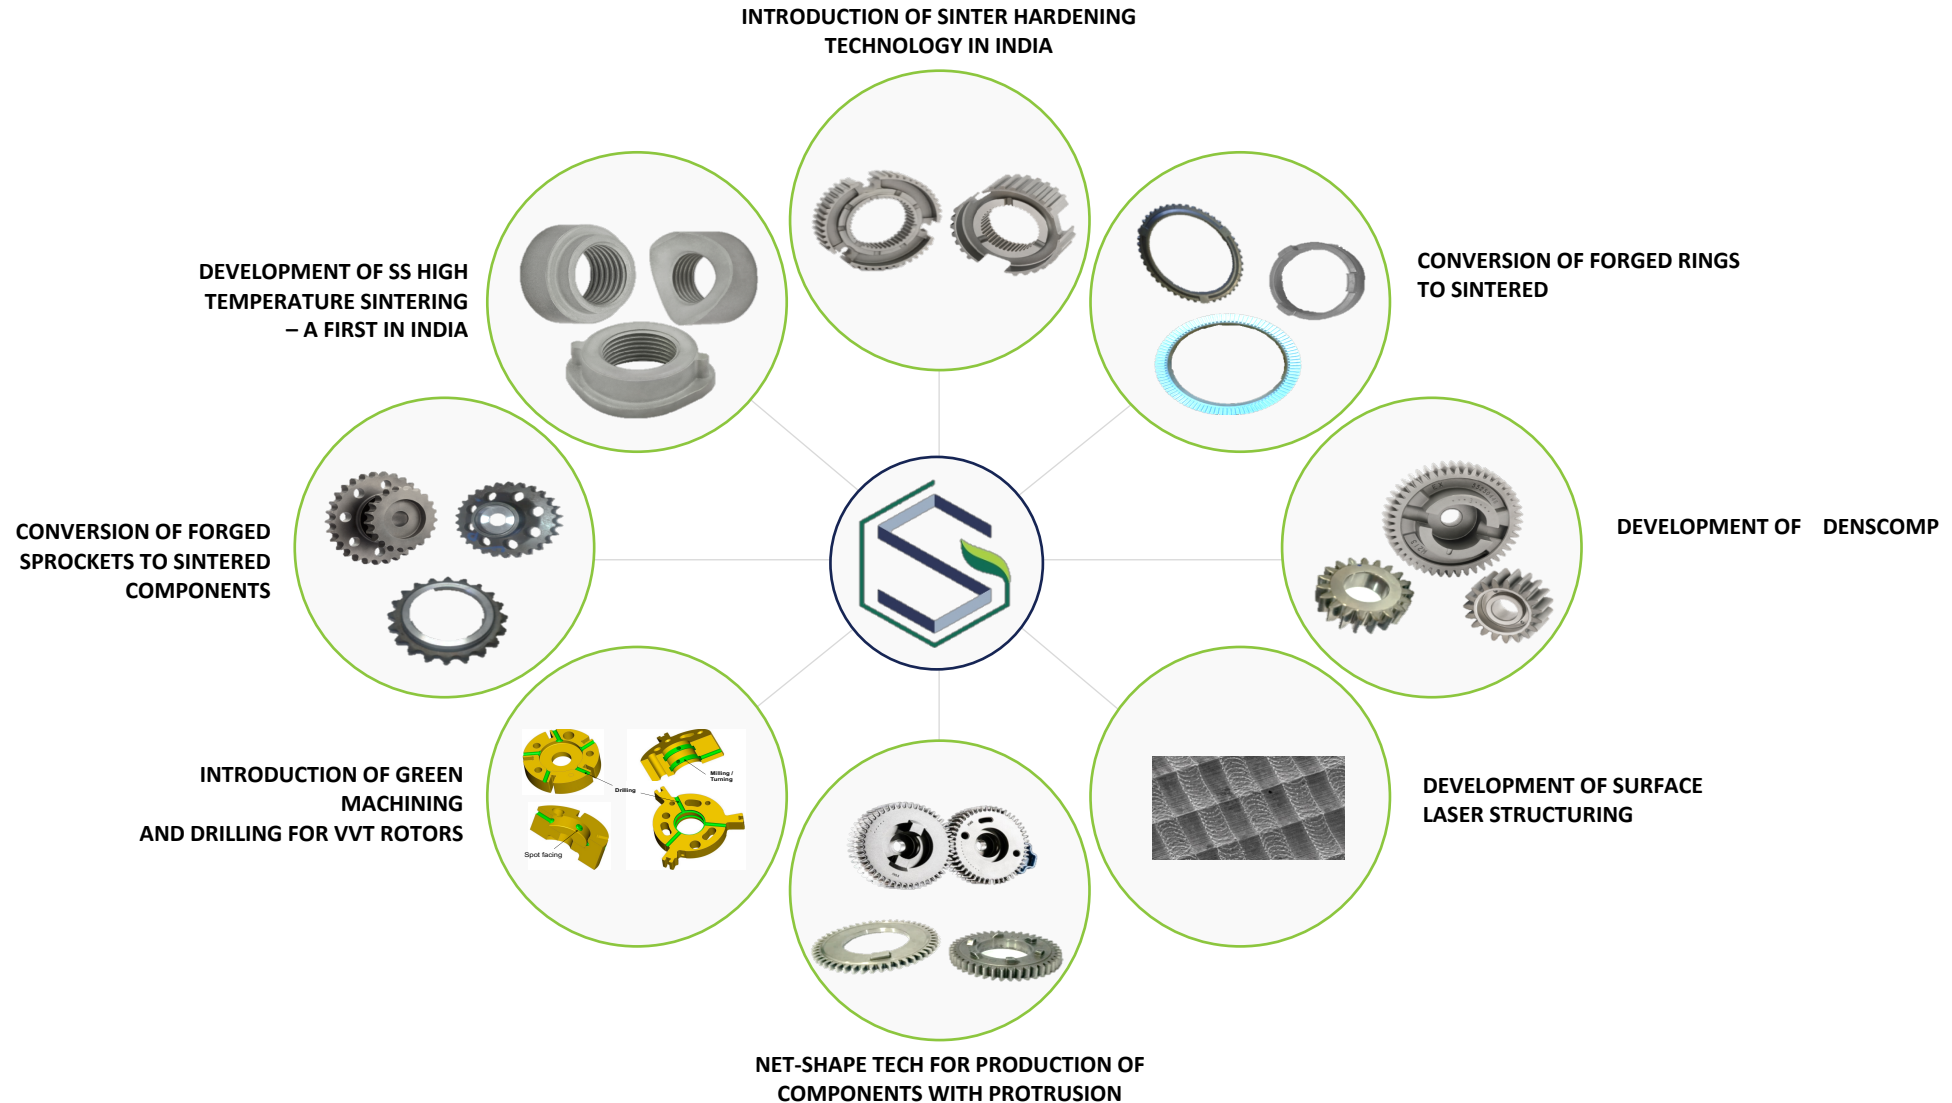 INTRODUCTION OF SINTER HARDENING
TECHNOLOGY IN INDIA
CONVERSION OF FORGED RINGS
TO SINTERED
DEVELOPMENT OF DENSCOMP
DEVELOPMENT OF SURFACE
LASER STRUCTURING
NET-SHAPE TECH FOR PRODUCTION OF
COMPONENTS WITH PROTRUSION
INTRODUCTION OF GREEN
MACHINING
AND DRILLING FOR VVT ROTORS
Milling /
Turning
Drilling
Spot facing
CONVERSION OF FORGED
SPROCKETS TO SINTERED
COMPONENTS
DEVELOPMENT OF SS HIGH
TEMPERATURE SINTERING
– A FIRST IN INDIA